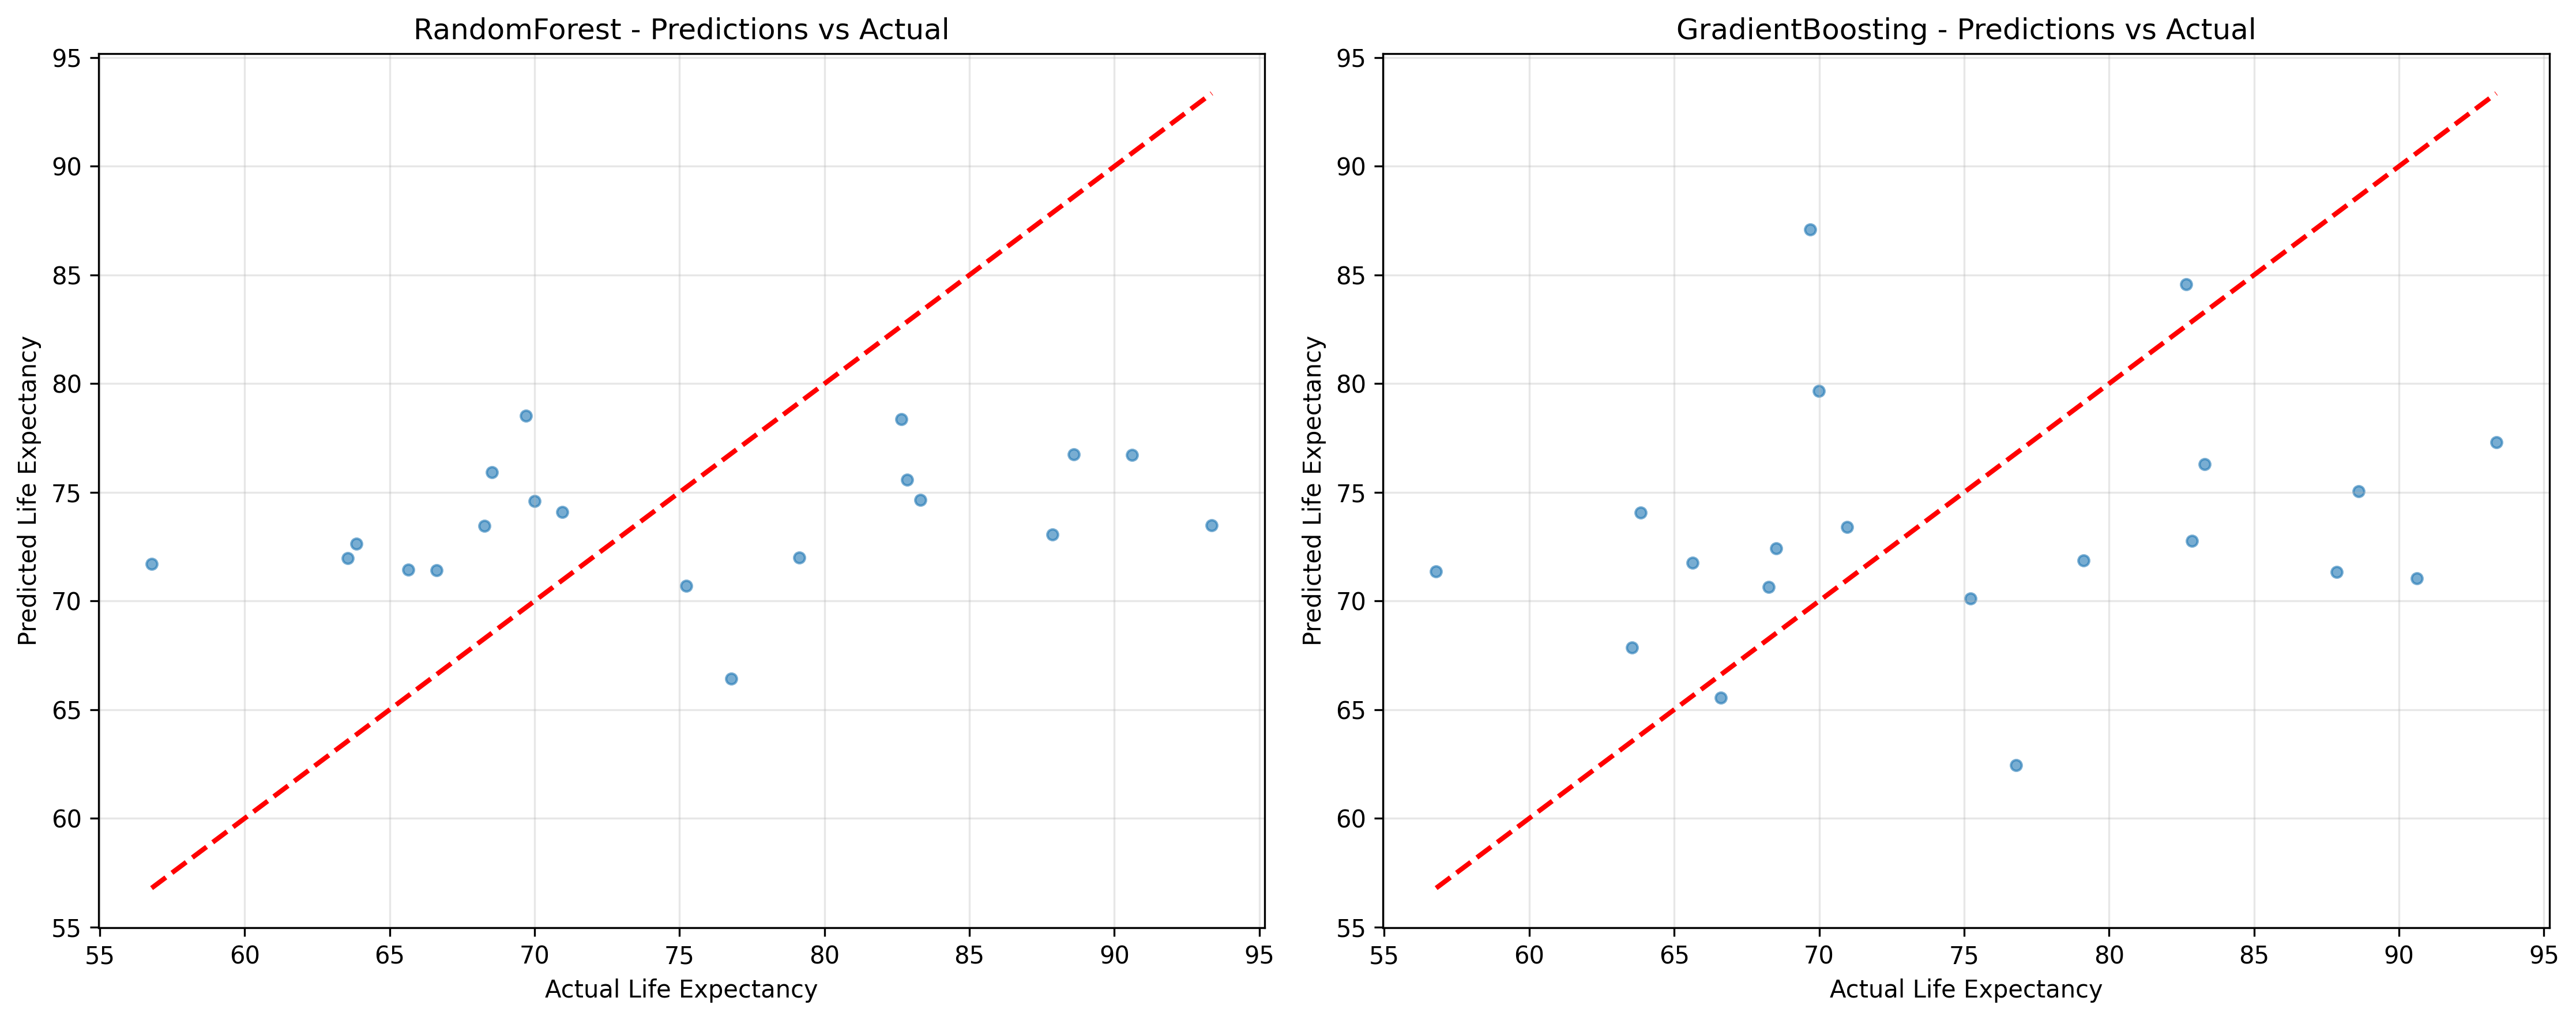 RandomForest - Predictions vs Actual
95
90
85
80
75
70
65
60
55
Predicted Life Expectancy
55 60 65 70 75 80 85 90 95
Actual Life Expectancy
GradientBoosting - Predictions vs Actual
95
90
85
80
75
70
65
60
55
Predicted Life Expectancy
55 60 65 70 75 80 85 90 95
Actual Life Expectancy